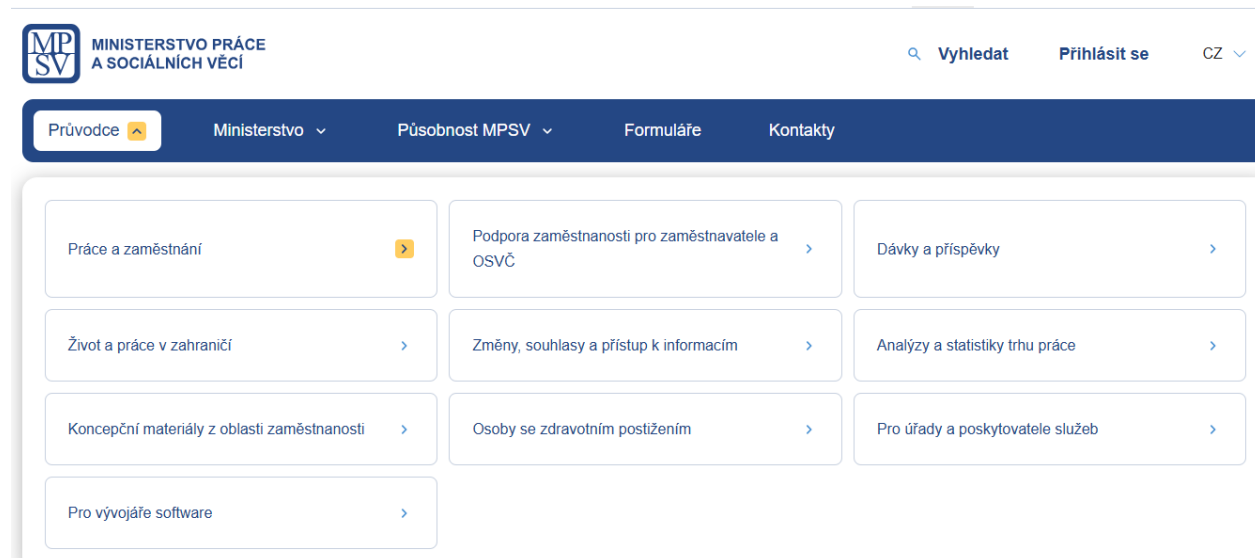 MP
SV
MINISTERSTVO PRÁCE
A SOCIÁLNÍCH VĚCÍ
Vyhledat
Přihlásit se
CZ
Průvodce
Ministerstvo
Působnost MPSV
Formuláře
Kontakty
Práce a zaměstnání
Podpora zaměstnanosti pro zaměstnavatele a
OSVČ
Dávky a příspěvky
Život a práce v zahraničí
Změny, souhlasy a přístup k informacím
Analýzy a statistiky trhu práce
Koncepční materiály z oblasti zaměstnanosti
Osoby se zdravotním postižením
Pro úřady a poskytovatele služeb
Pro vývojáře software